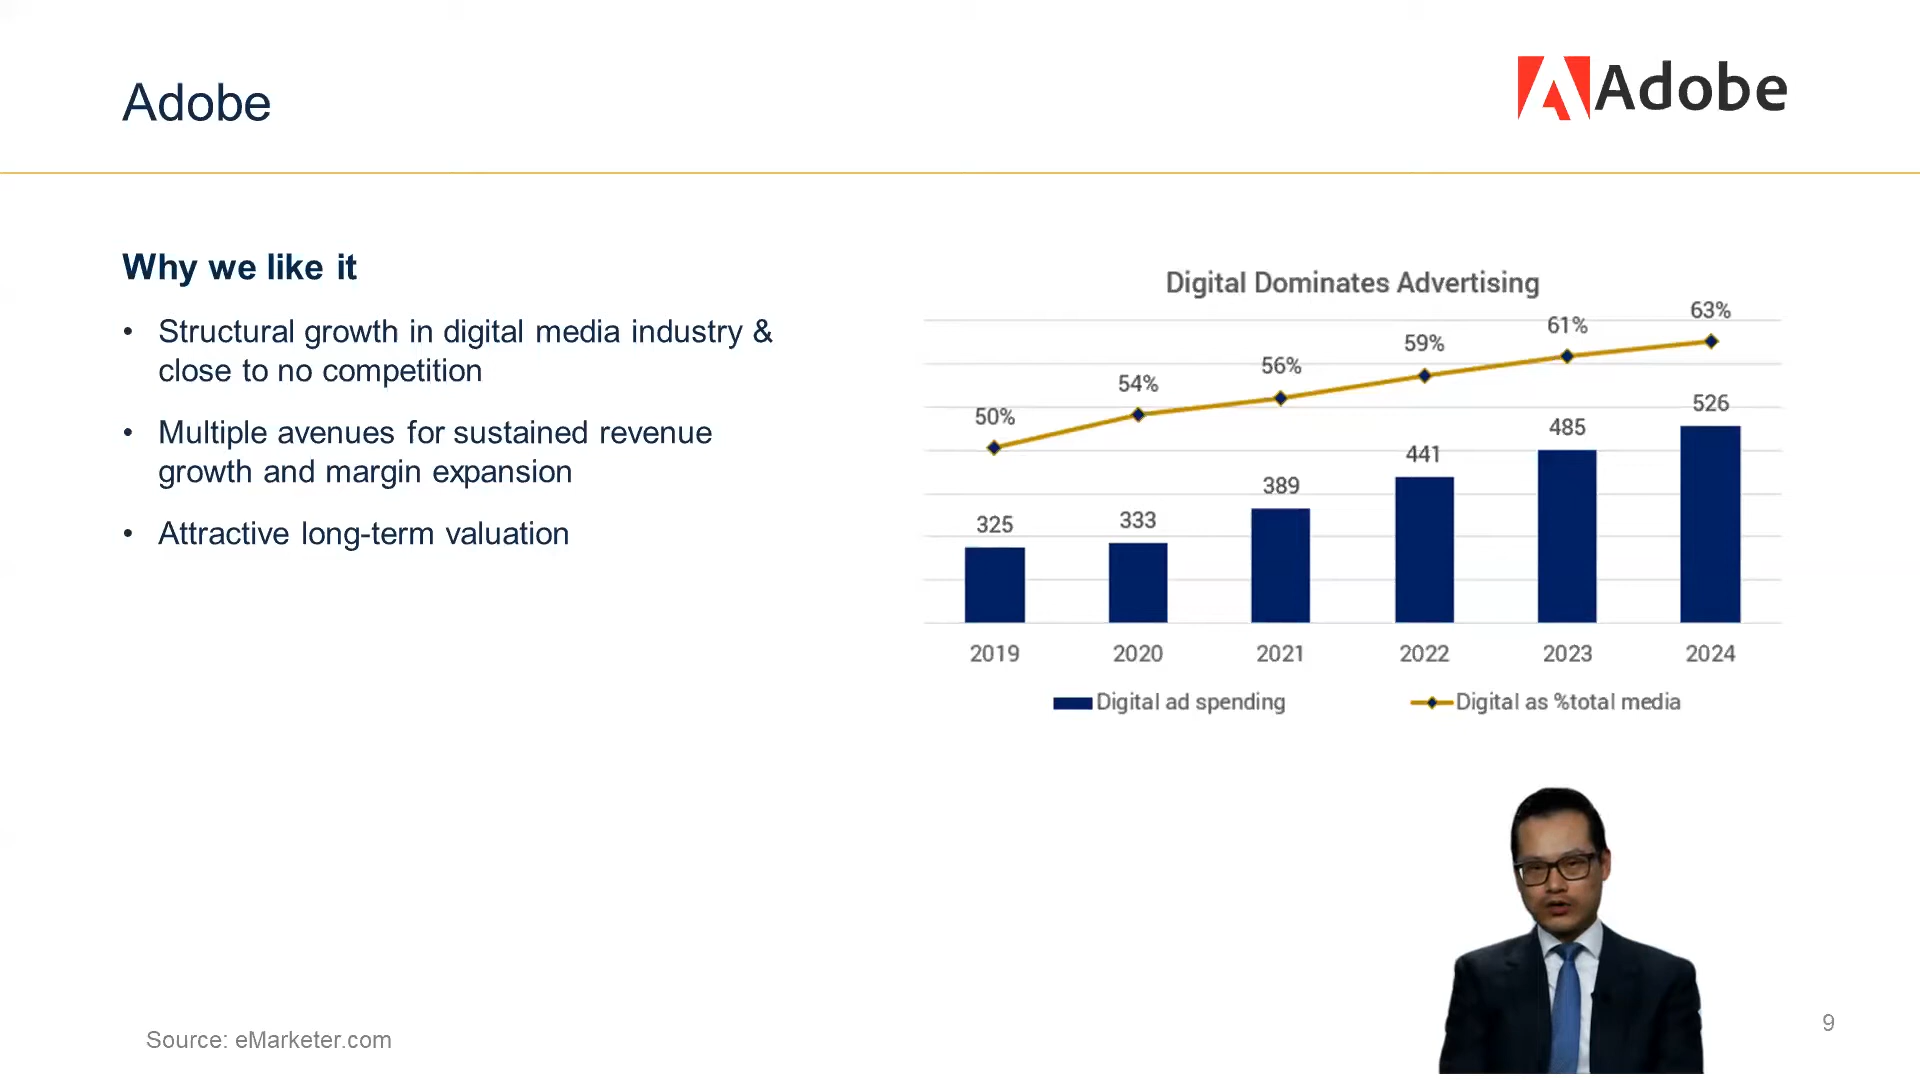 Adobe
Adobe
Why we like it
• Structural growth in digital media industry &
close to no competition
• Multiple avenues for sustained revenue
growth and margin expansion
• Attractive long-term valuation
Digital Dominates Advertising
50%
54%
56%
59%
61%
63%
325
333
389
441
485
526
2019
2020
2021
2022
2023
2024
Digital ad spending
Digital as %total media
Source: eMarketer.com
9